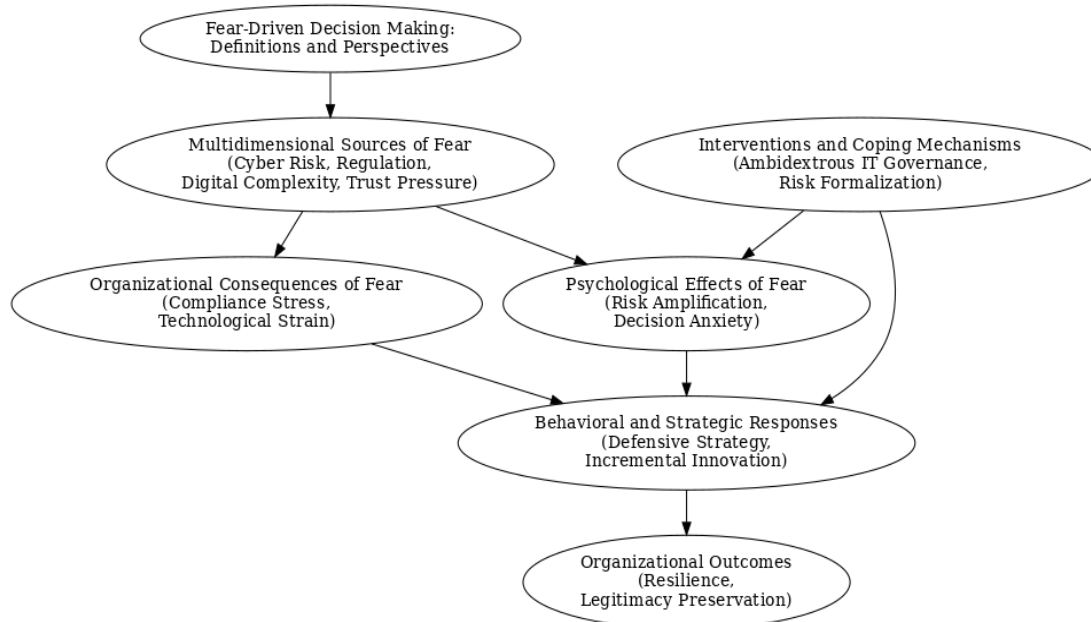 Fear-Driven Decision Making:
Definitions and Perspectives
Multidimensional Sources of Fear
(Cyber Risk, Regulation,
Digital Complexity, Trust Pressure)
Interventions and Coping Mechanisms
(Ambidextrous IT Governance,
Risk Formalization)
Organizational Consequences of Fear
(Compliance Stress,
Technological Strain)
Psychological Effects of Fear
(Risk Amplification,
Decision Anxiety)
Behavioral and Strategic Responses
(Defensive Strategy,
Incremental Innovation)
Organizational Outcomes
(Resilience,
Legitimacy Preservation)